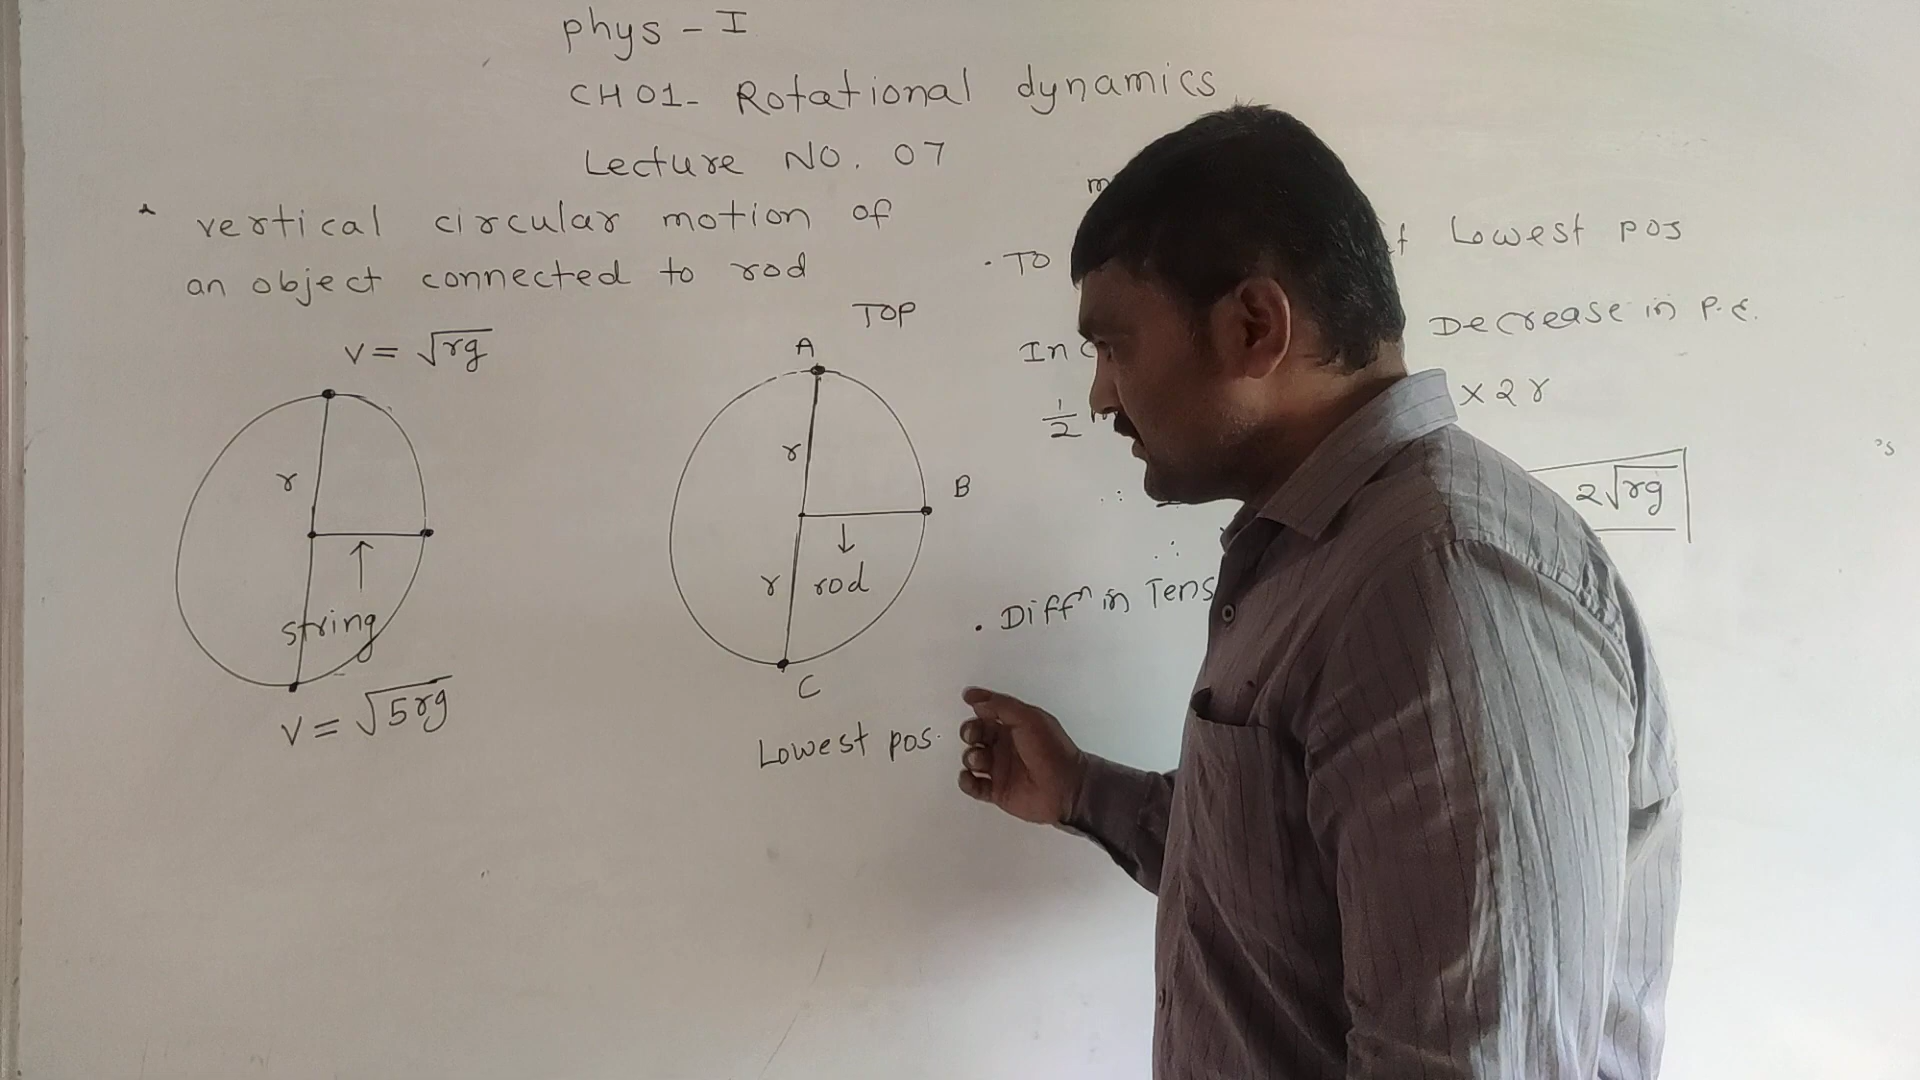 phys - I
CH01- Rotational dynamics
Lecture NO. 07
vertical circular motion of
an object connected to rod
v = √rg
r
string
v = √5rg
TOP
A
r
B
r rod
C
Lowest pos.
m
. TO Lowest pos
In Decrease in P.E.
1/2 m × 2r
∴
2√rg
∴
. Diffⁿ in Tens